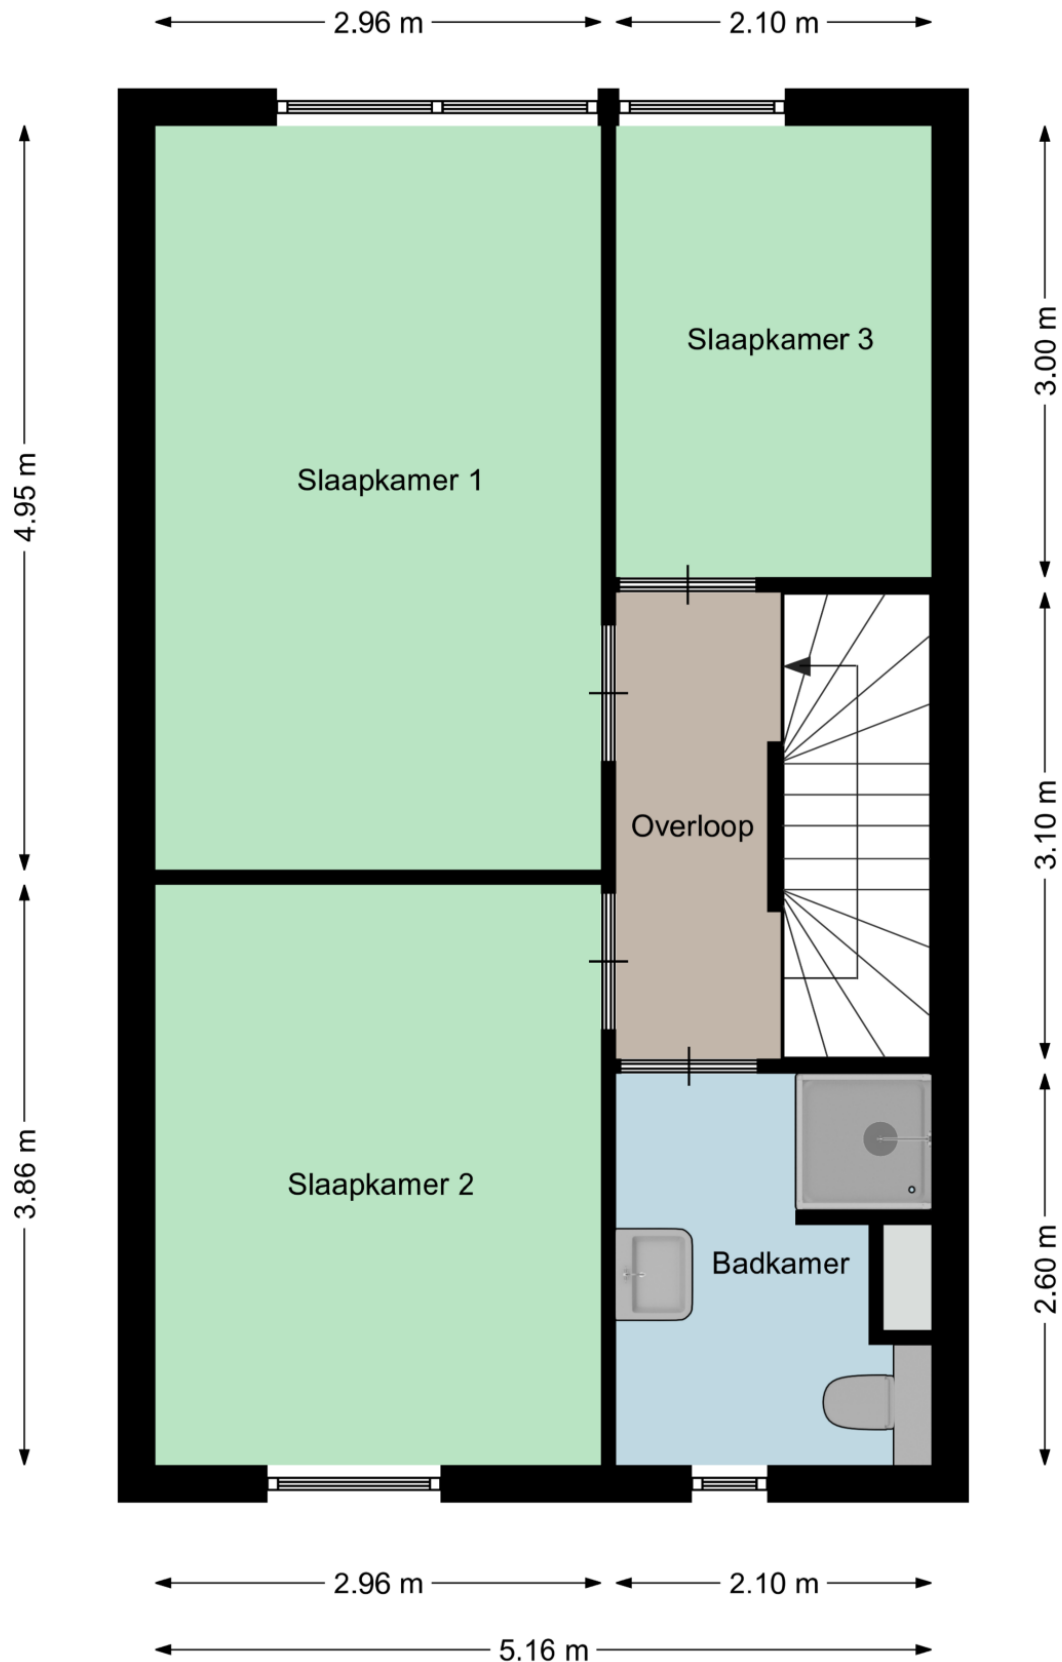 2.96 m
2.10 m
Slaapkamer 3
3.00 m
Slaapkamer 1
4.95 m
Overloop
3.10 m
Slaapkamer 2
3.86 m
Badkamer
2.60 m
2.96 m
2.10 m
5.16 m